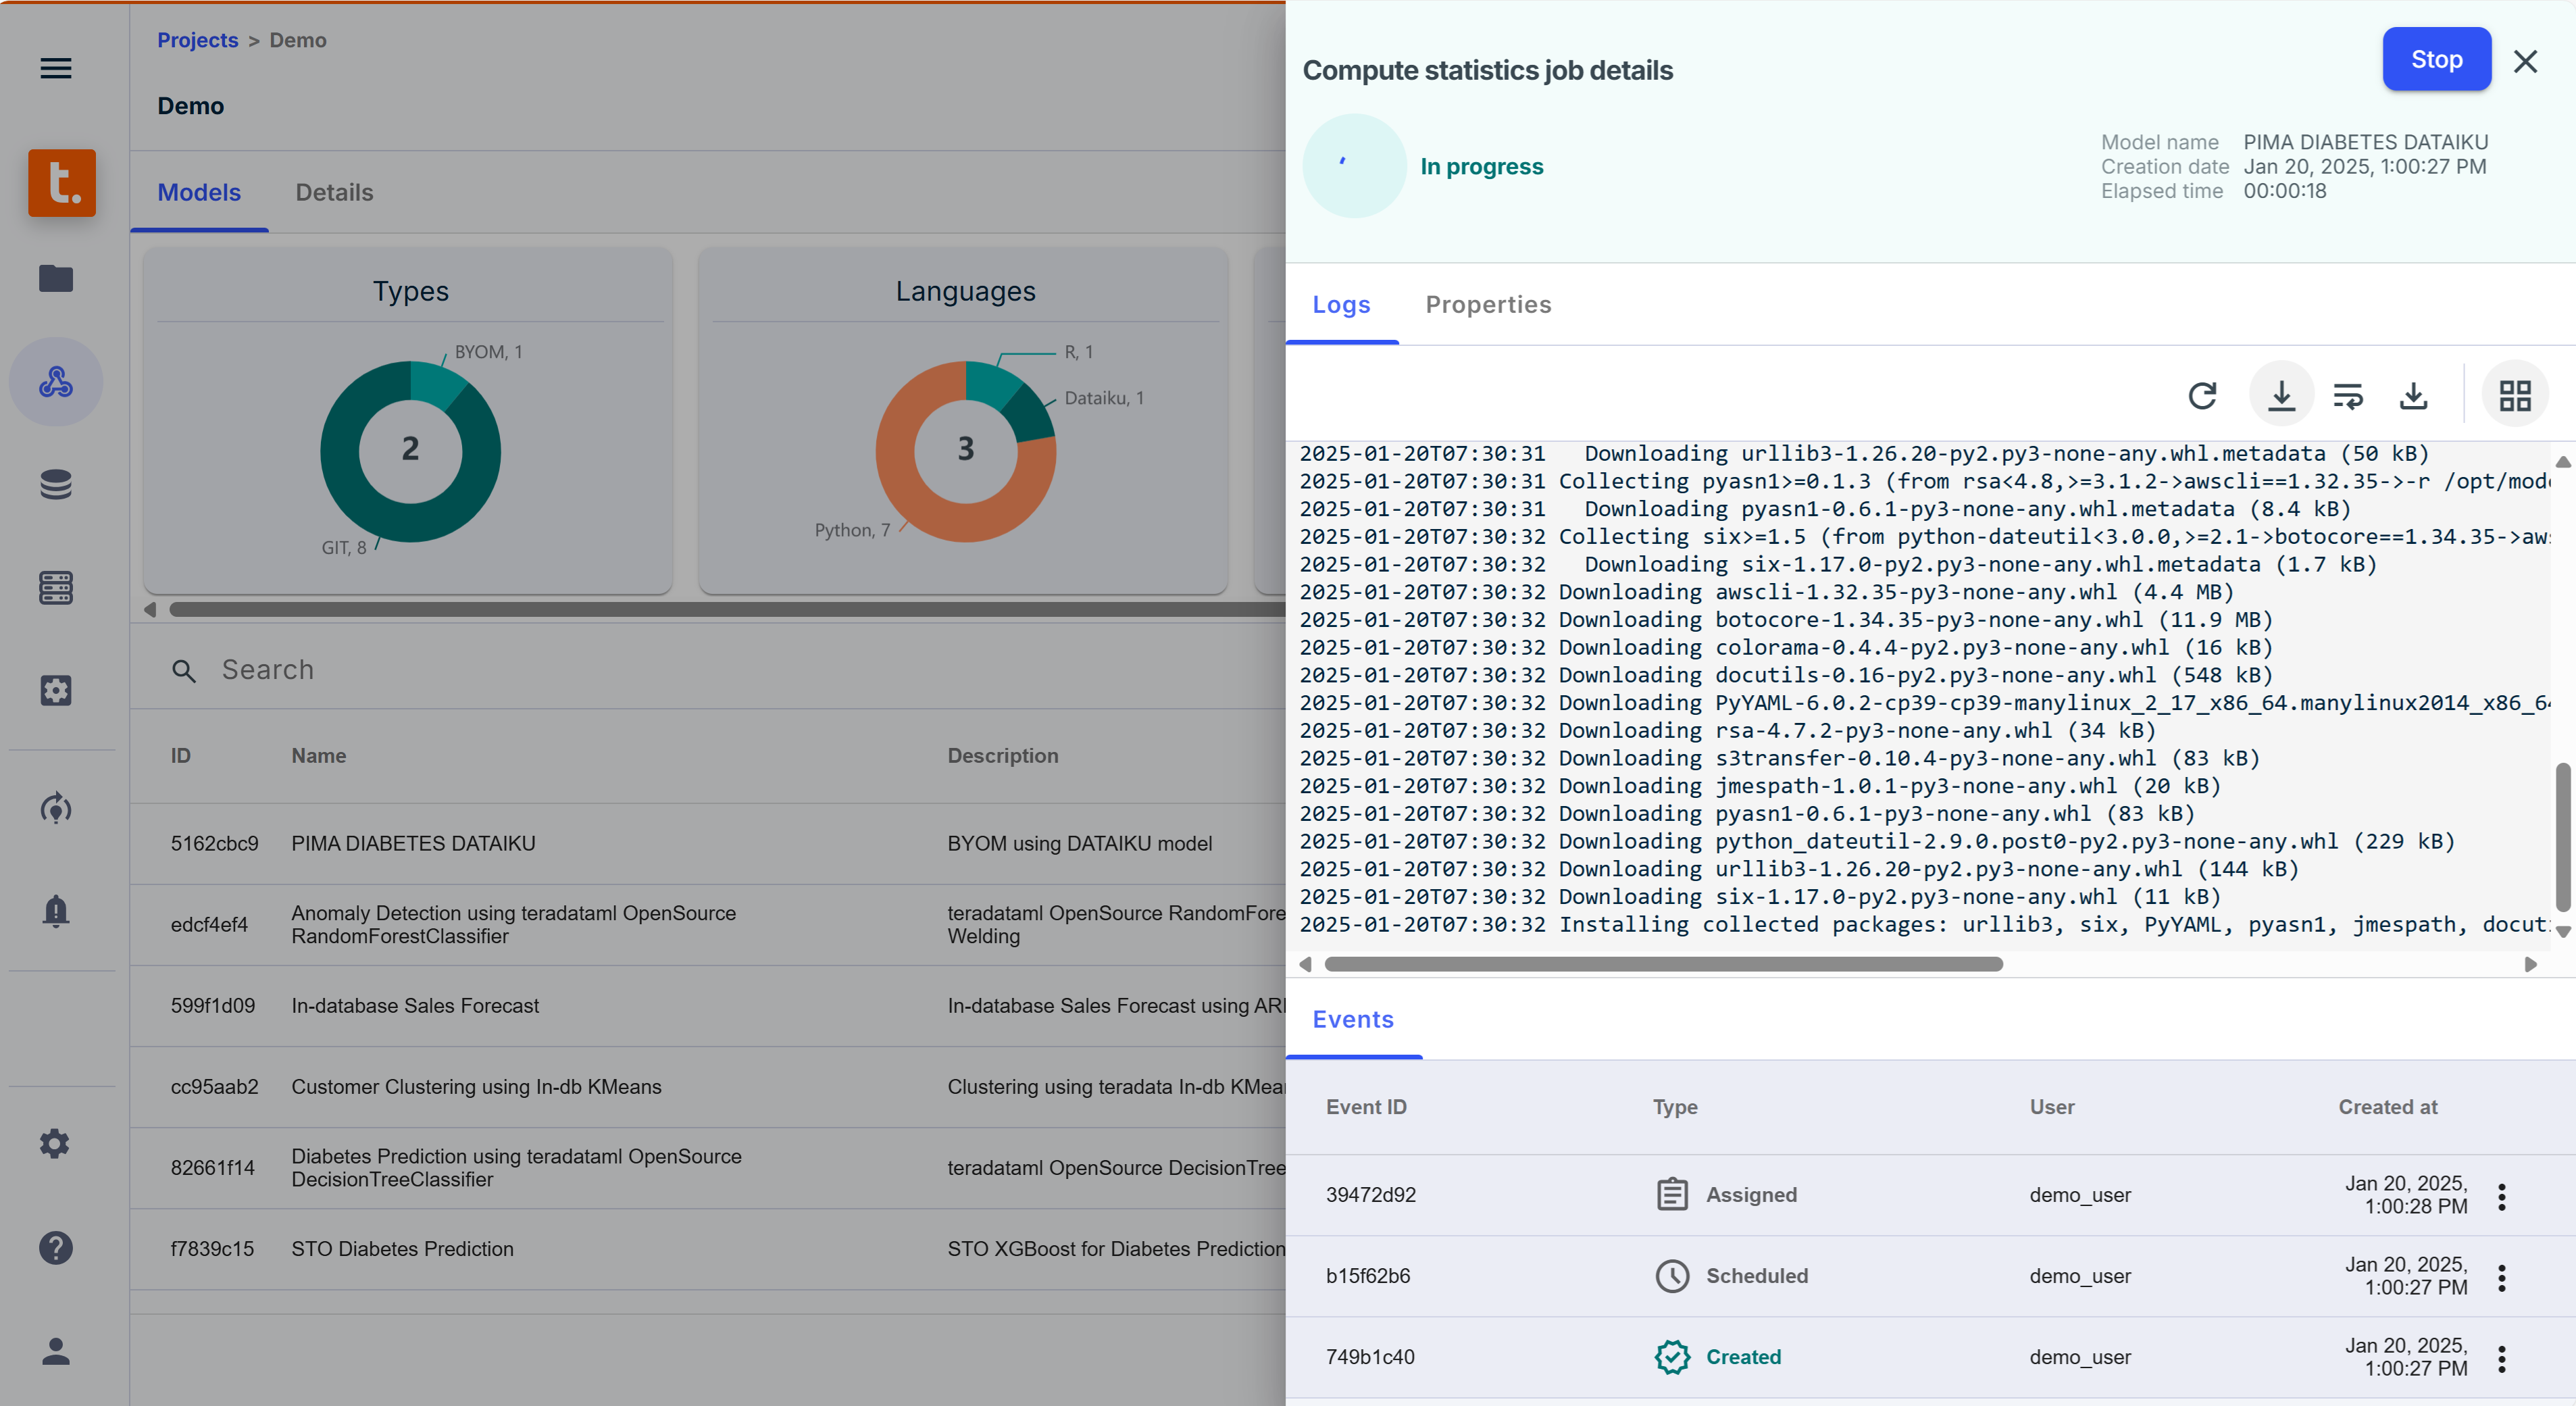 Projects > Demo
Demo
t.
Models
Details
Types
BYOM, 1
2
GIT, 8
Languages
R, 1
Dataiku, 1
3
Python, 7
Search
ID
Name
Description
5162cbc9
PIMA DIABETES DATAIKU
BYOM using DATAIKU model
edcf4ef4
Anomaly Detection using teradataml OpenSource
RandomForestClassifier
teradataml OpenSource RandomFore
Welding
599f1d09
In-database Sales Forecast
In-database Sales Forecast using ARI
cc95aab2
Customer Clustering using In-db KMeans
Clustering using teradata In-db KMea
82661f14
Diabetes Prediction using teradataml OpenSource
DecisionTreeClassifier
teradataml OpenSource DecisionTree
f7839c15
STO Diabetes Prediction
STO XGBoost for Diabetes Prediction
Compute statistics job details
Stop
In progress
Model name PIMA DIABETES DATAIKU
Creation date Jan 20, 2025, 1:00:27 PM
Elapsed time 00:00:18
Logs
Properties
2025-01-20T07:30:31   Downloading urllib3-1.26.20-py2.py3-none-any.whl.metadata (50 kB)
2025-01-20T07:30:31 Collecting pyasn1>=0.1.3 (from rsa<4.8,>=3.1.2->awscli==1.32.35->-r /opt/mod
2025-01-20T07:30:31   Downloading pyasn1-0.6.1-py3-none-any.whl.metadata (8.4 kB)
2025-01-20T07:30:32 Collecting six>=1.5 (from python-dateutil<3.0.0,>=2.1->botocore==1.34.35->aws
2025-01-20T07:30:32   Downloading six-1.17.0-py2.py3-none-any.whl.metadata (1.7 kB)
2025-01-20T07:30:32 Downloading awscli-1.32.35-py3-none-any.whl (4.4 MB)
2025-01-20T07:30:32 Downloading botocore-1.34.35-py3-none-any.whl (11.9 MB)
2025-01-20T07:30:32 Downloading colorama-0.4.4-py2.py3-none-any.whl (16 kB)
2025-01-20T07:30:32 Downloading docutils-0.16-py2.py3-none-any.whl (548 kB)
2025-01-20T07:30:32 Downloading PyYAML-6.0.2-cp39-cp39-manylinux_2_17_x86_64.manylinux2014_x86_64
2025-01-20T07:30:32 Downloading rsa-4.7.2-py3-none-any.whl (34 kB)
2025-01-20T07:30:32 Downloading s3transfer-0.10.4-py3-none-any.whl (83 kB)
2025-01-20T07:30:32 Downloading jmespath-1.0.1-py3-none-any.whl (20 kB)
2025-01-20T07:30:32 Downloading pyasn1-0.6.1-py3-none-any.whl (83 kB)
2025-01-20T07:30:32 Downloading python_dateutil-2.9.0.post0-py2.py3-none-any.whl (229 kB)
2025-01-20T07:30:32 Downloading urllib3-1.26.20-py2.py3-none-any.whl (144 kB)
2025-01-20T07:30:32 Downloading six-1.17.0-py2.py3-none-any.whl (11 kB)
2025-01-20T07:30:32 Installing collected packages: urllib3, six, PyYAML, pyasn1, jmespath, docut
Events
Event ID
Type
User
Created at
39472d92
Assigned
demo_user
Jan 20, 2025,
1:00:28 PM
b15f62b6
Scheduled
demo_user
Jan 20, 2025,
1:00:27 PM
749b1c40
Created
demo_user
Jan 20, 2025,
1:00:27 PM